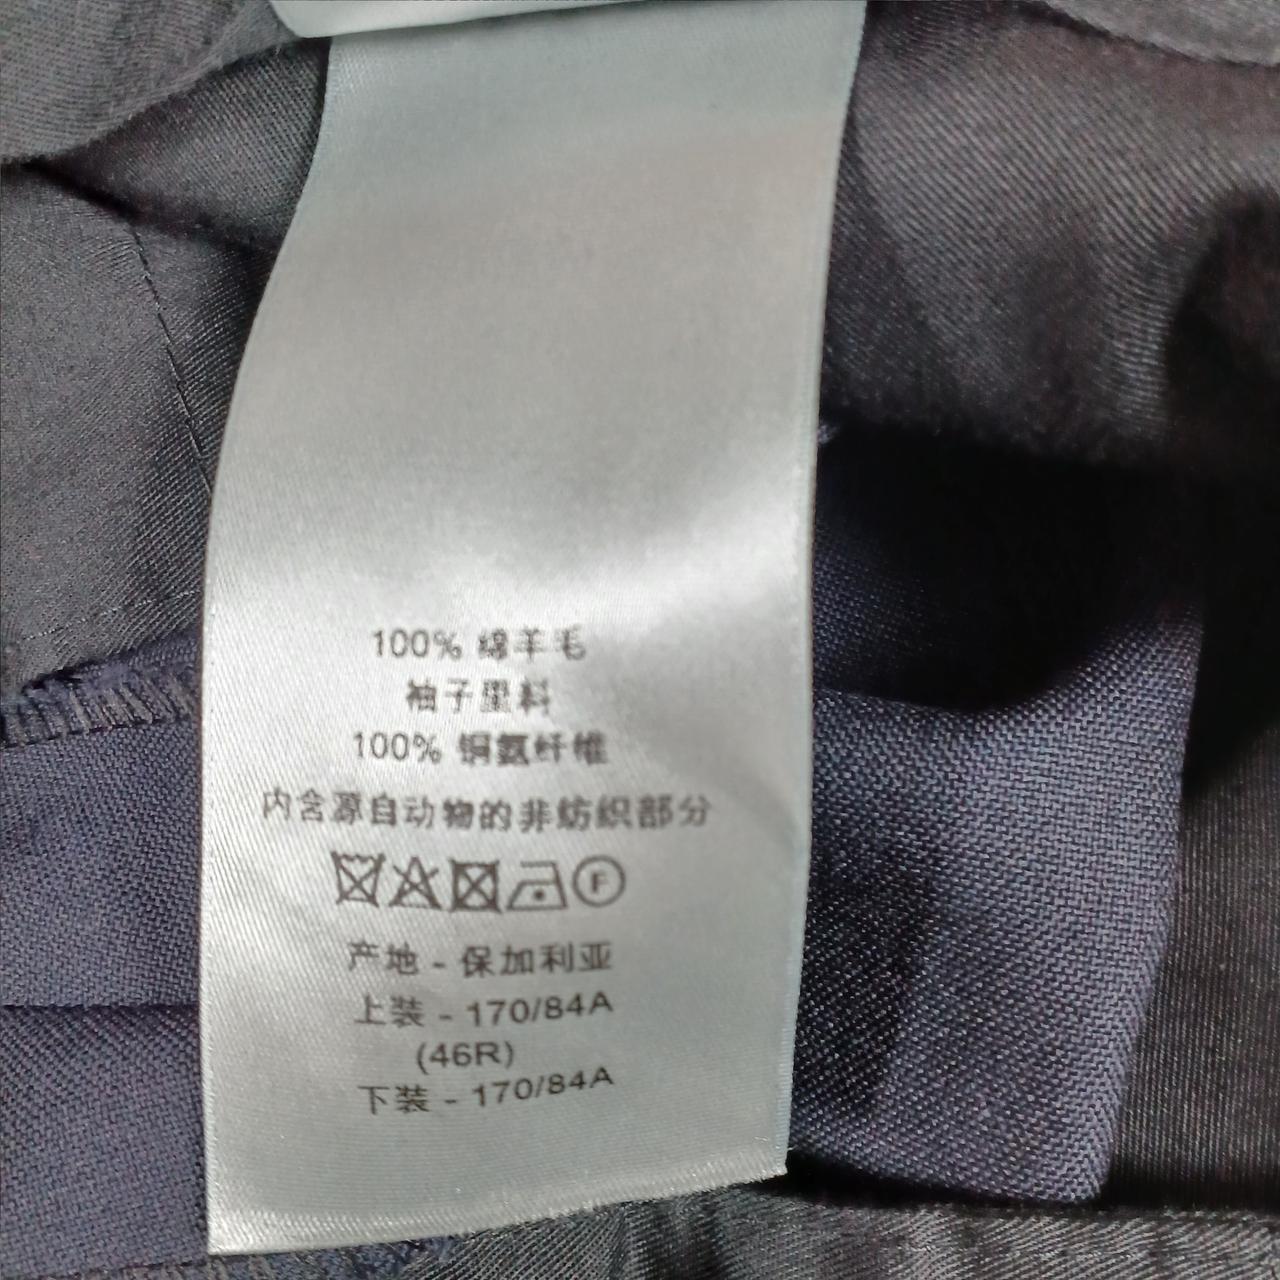 100% 绵羊毛
袖子里料
100% 铜氨纤维
内含源自动物的非纺织部分
F
产地 - 保加利亚
上装 - 170/84A
(46R)
下装 - 170/84A